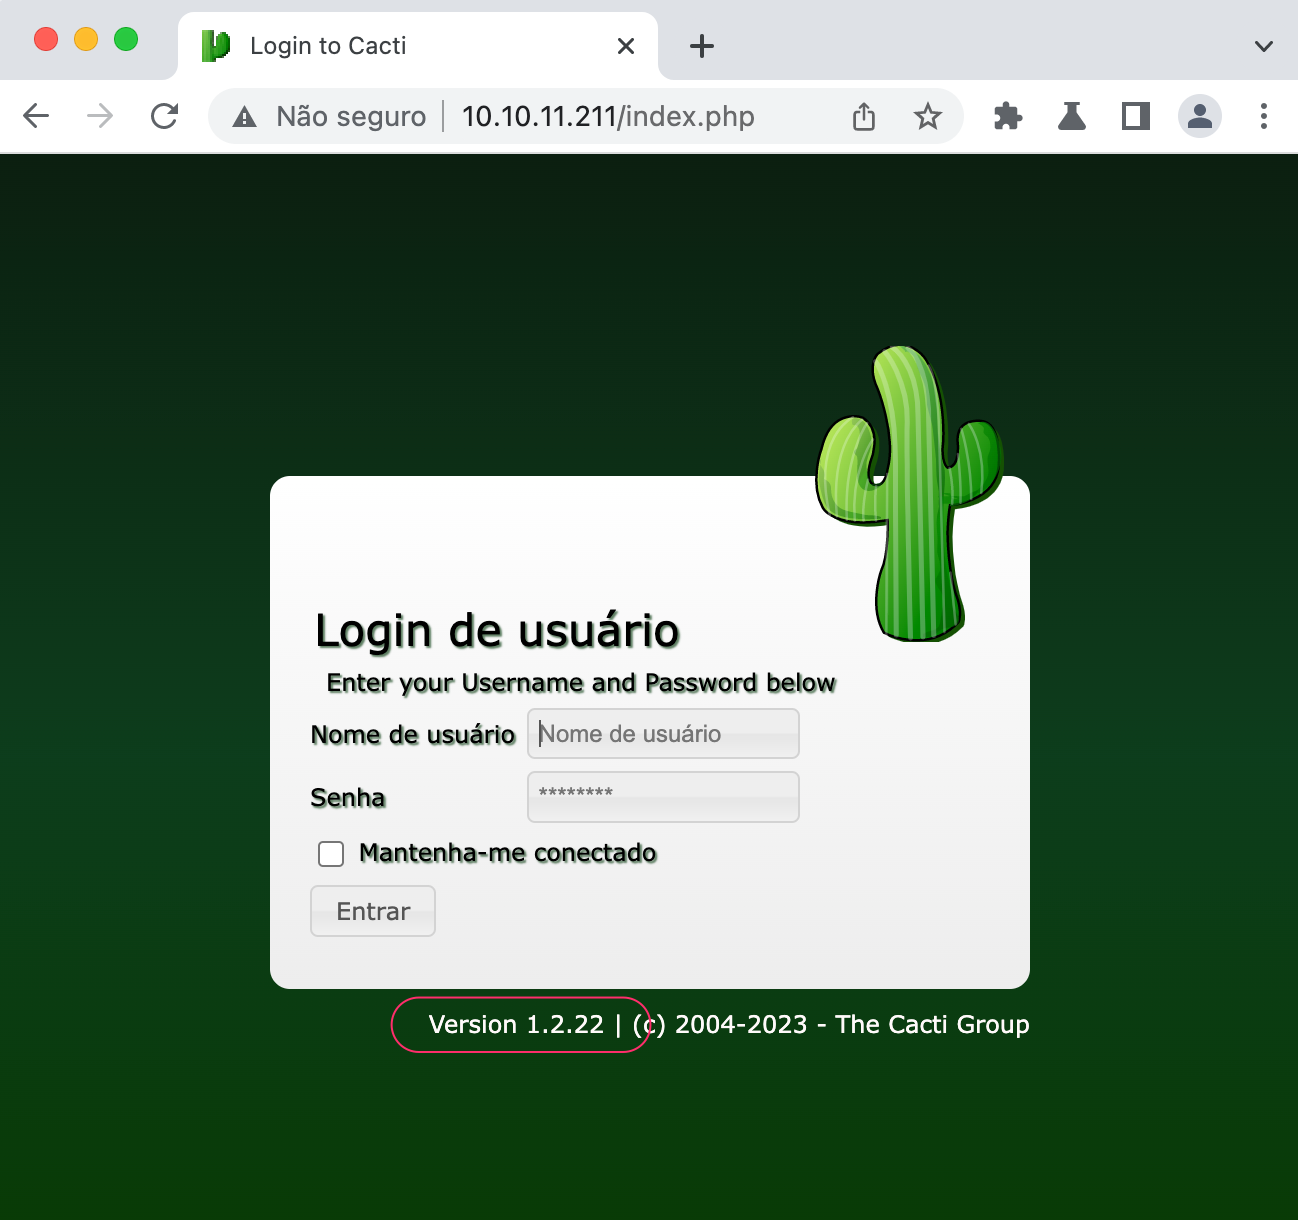 Login to Cacti
Não seguro | 10.10.11.211/index.php
Login de usuário
Enter your Username and Password below
Nome de usuário Nome de usuário
Senha ********
Mantenha-me conectado
Entrar
Version 1.2.22 | (c) 2004-2023 - The Cacti Group